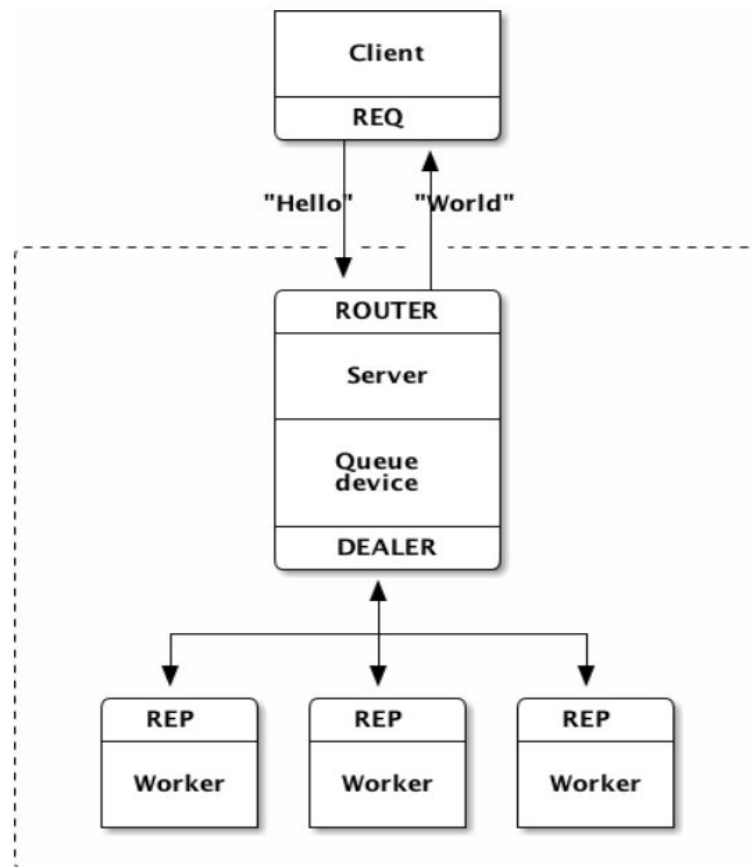 Client
REQ
"Hello" "World"
ROUTER
Server
Queue
device
DEALER
REP REP REP
Worker Worker Worker